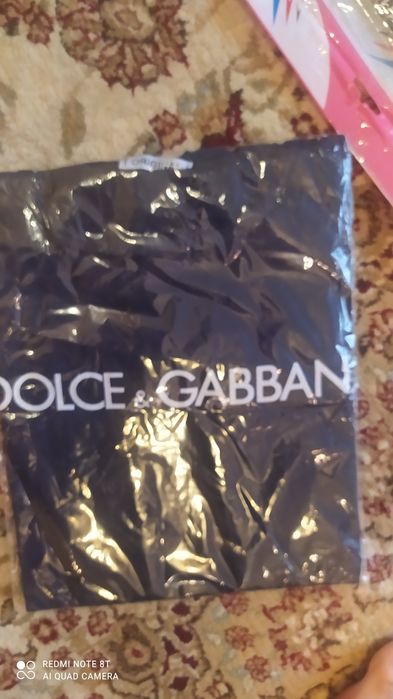 ORIGINAL
DOLCE & GABBAN
REDMI NOTE 8T
AI QUAD CAMERA